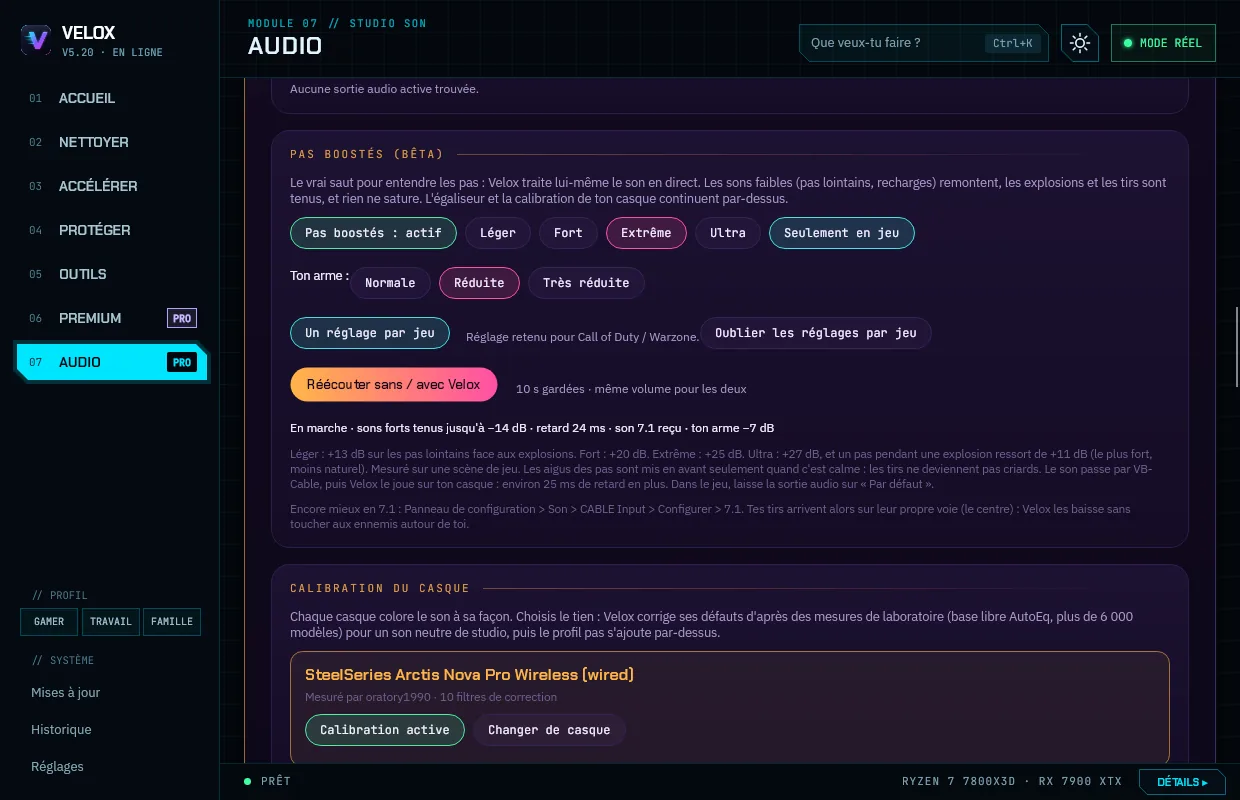 VELOX
V5.20 · EN LIGNE
01 ACCUEIL
02 NETTOYER
03 ACCÉLÉRER
04 PROTÉGER
05 OUTILS
06 PREMIUM PRO
07 AUDIO PRO
// PROFIL
GAMER TRAVAIL FAMILLE
// SYSTÈME
Mises à jour
Historique
Réglages
MODULE 07 // STUDIO SON
AUDIO
Que veux-tu faire ? Ctrl+K
MODE RÉEL
Aucune sortie audio active trouvée.
PAS BOOSTÉS (BÊTA)
Le vrai saut pour entendre les pas : Velox traite lui-même le son en direct. Les sons faibles (pas lointains, recharges) remontent, les explosions et les tirs sont
tenus, et rien ne sature. L'égaliseur et la calibration de ton casque continuent par-dessus.
Pas boostés : actif Léger Fort Extrême Ultra Seulement en jeu
Ton arme : Normale Réduite Très réduite
Un réglage par jeu Réglage retenu pour Call of Duty / Warzone. Oublier les réglages par jeu
Réécouter sans / avec Velox 10 s gardées · même volume pour les deux
En marche · sons forts tenus jusqu'à −14 dB · retard 24 ms · son 7.1 reçu · ton arme −7 dB
Léger : +13 dB sur les pas lointains face aux explosions. Fort : +20 dB. Extrême : +25 dB. Ultra : +27 dB, et un pas pendant une explosion ressort de +11 dB (le plus fort,
moins naturel). Mesuré sur une scène de jeu. Les aigus des pas sont mis en avant seulement quand c'est calme : les tirs ne deviennent pas criards. Le son passe par VB-
Cable, puis Velox le joue sur ton casque : environ 25 ms de retard en plus. Dans le jeu, laisse la sortie audio sur « Par défaut ».
Encore mieux en 7.1 : Panneau de configuration > Son > CABLE Input > Configurer > 7.1. Tes tirs arrivent alors sur leur propre voie (le centre) : Velox les baisse sans
toucher aux ennemis autour de toi.
CALIBRATION DU CASQUE
Chaque casque colore le son à sa façon. Choisis le tien : Velox corrige ses défauts d'après des mesures de laboratoire (base libre AutoEq, plus de 6 000
modèles) pour un son neutre de studio, puis le profil pas s'ajoute par-dessus.
SteelSeries Arctis Nova Pro Wireless (wired)
Mesuré par oratory1990 · 10 filtres de correction
Calibration active Changer de casque
PRÊT
RYZEN 7 7800X3D · RX 7900 XTX DÉTAILS ▸